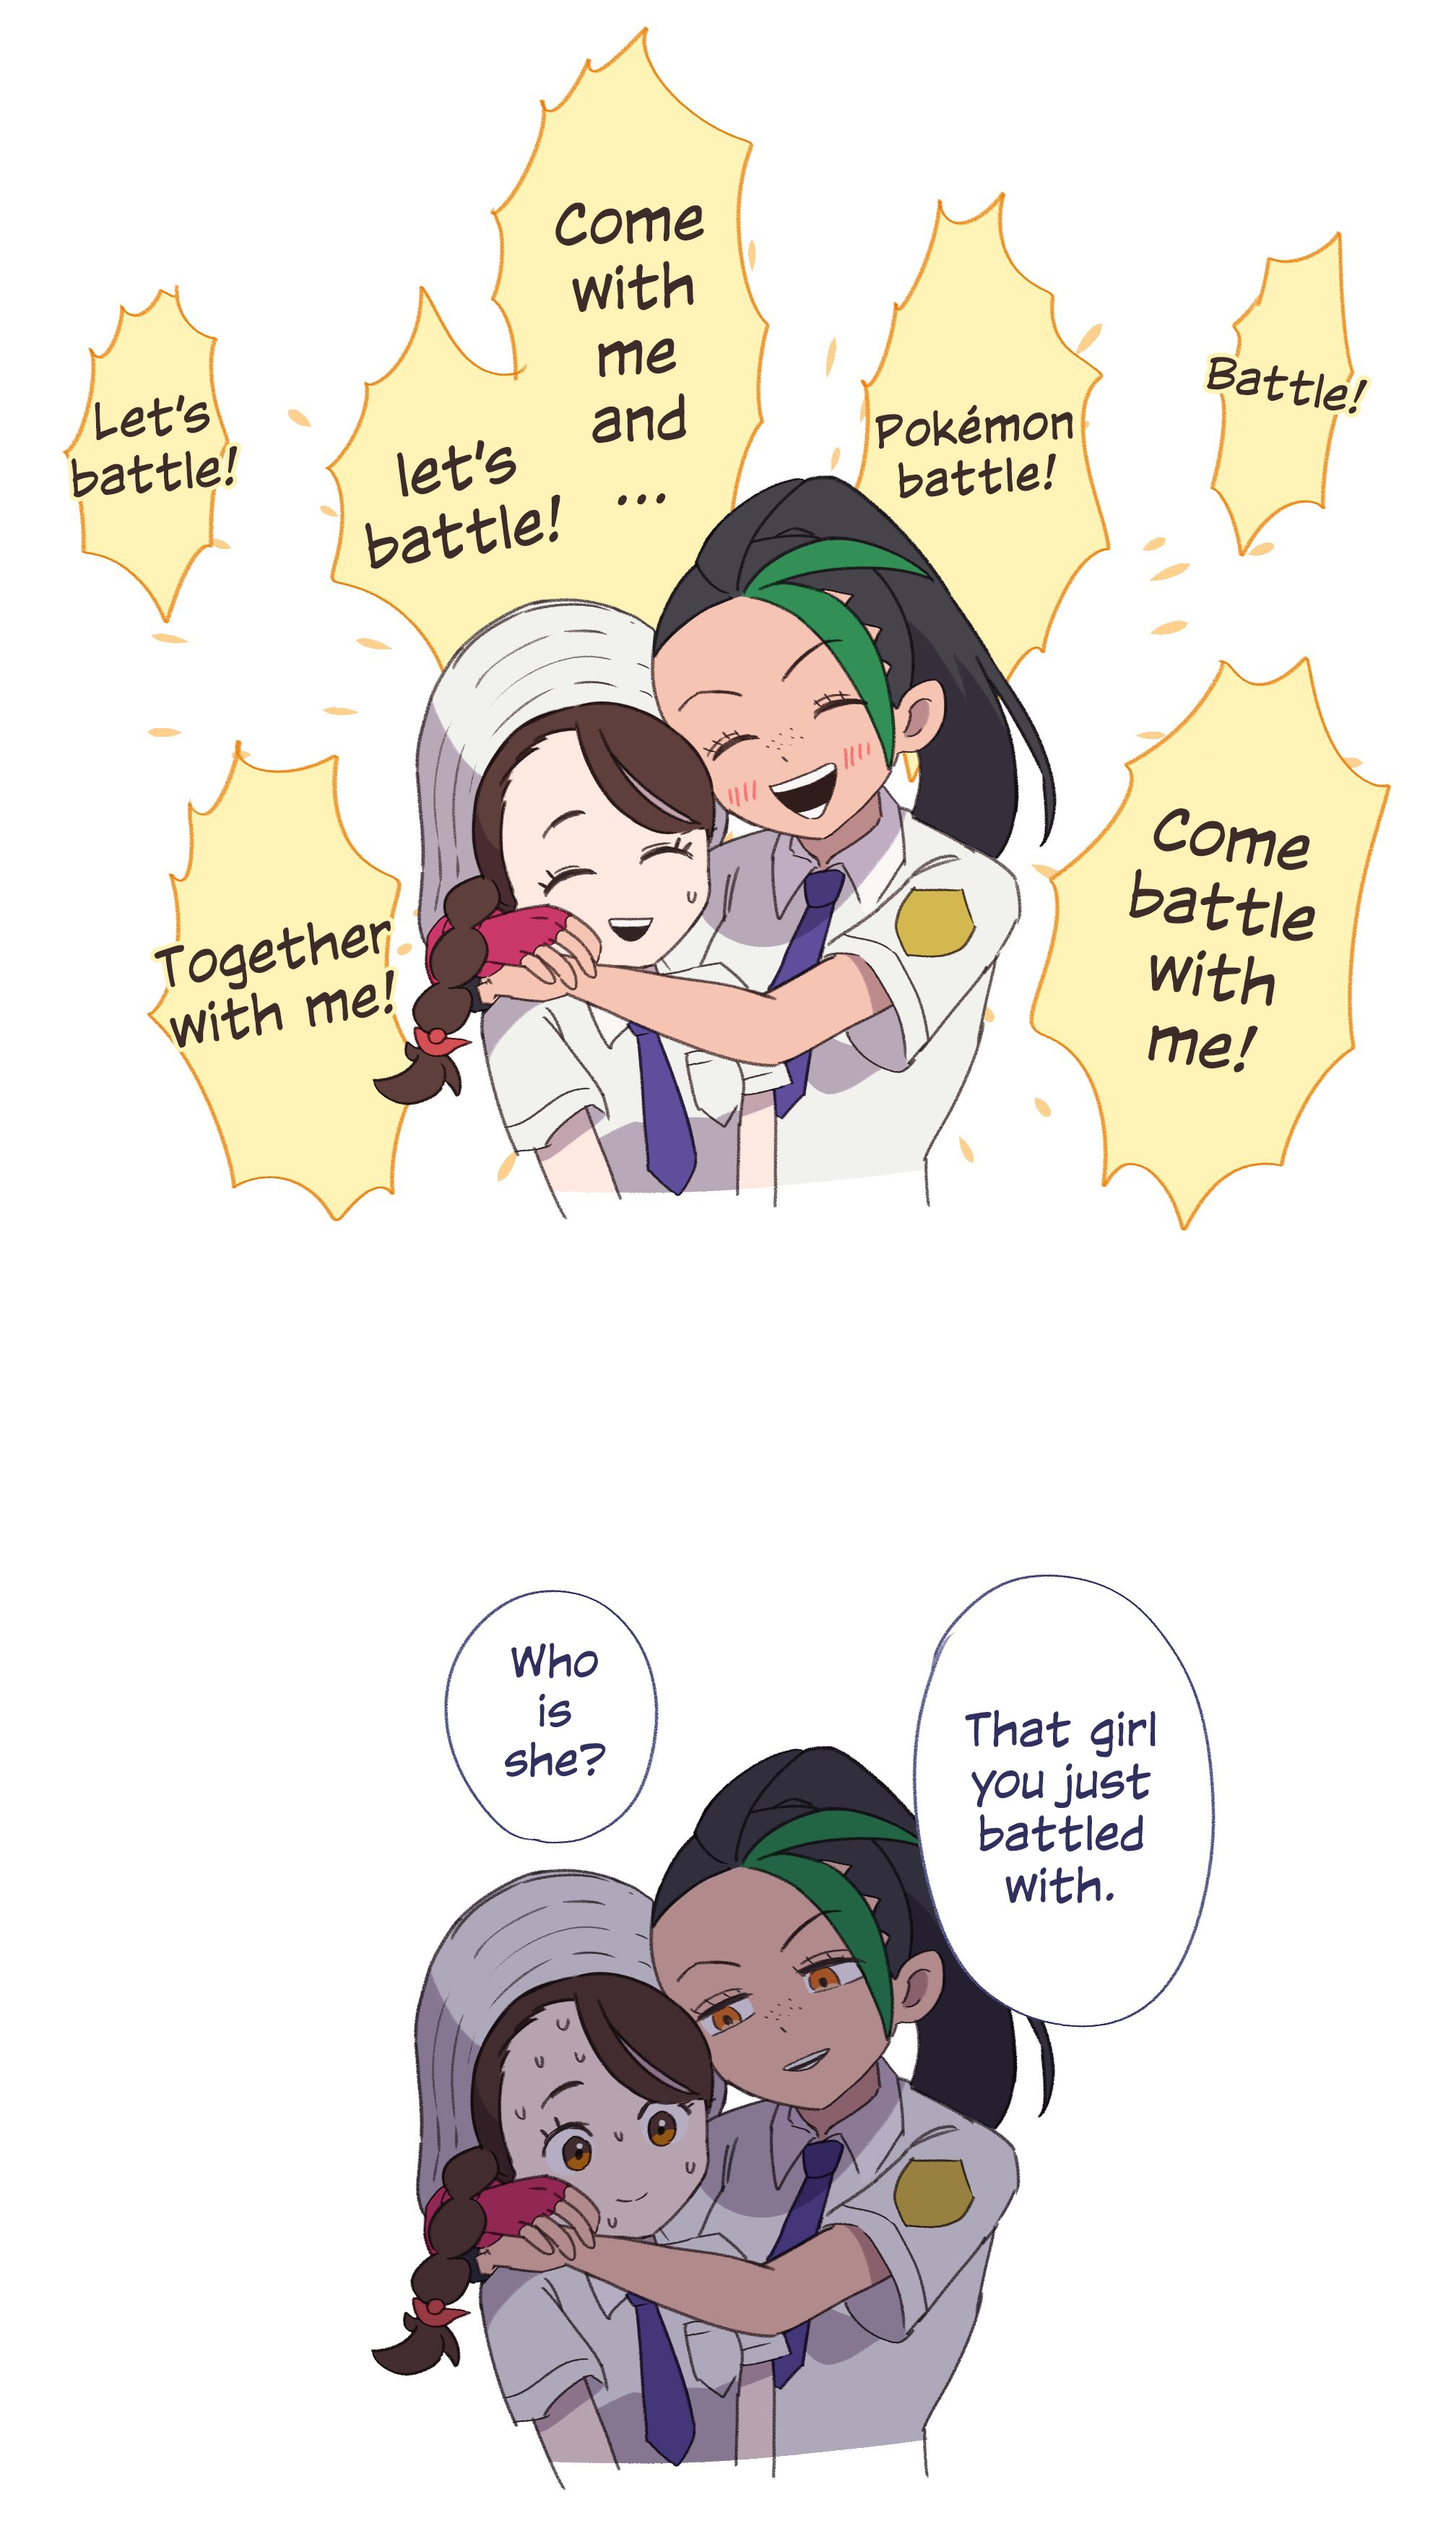 Come
with
me
and
...
let's
battle!
Let's
battle!
Pokémon
battle!
Battle!
Together
with me!
Come
battle
with
me!
Who
is
she?
That girl
you just
battled
with.